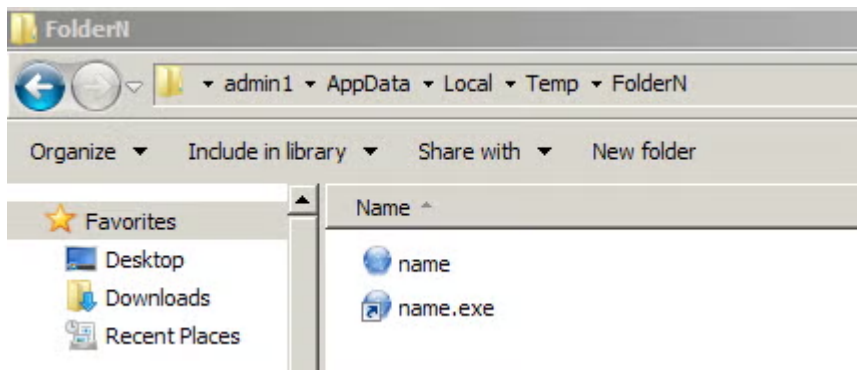 FolderN
admin1 AppData Local Temp FolderN
Organize Include in library Share with New folder
Favorites
Desktop
Downloads
Recent Places
Name
name
name.exe